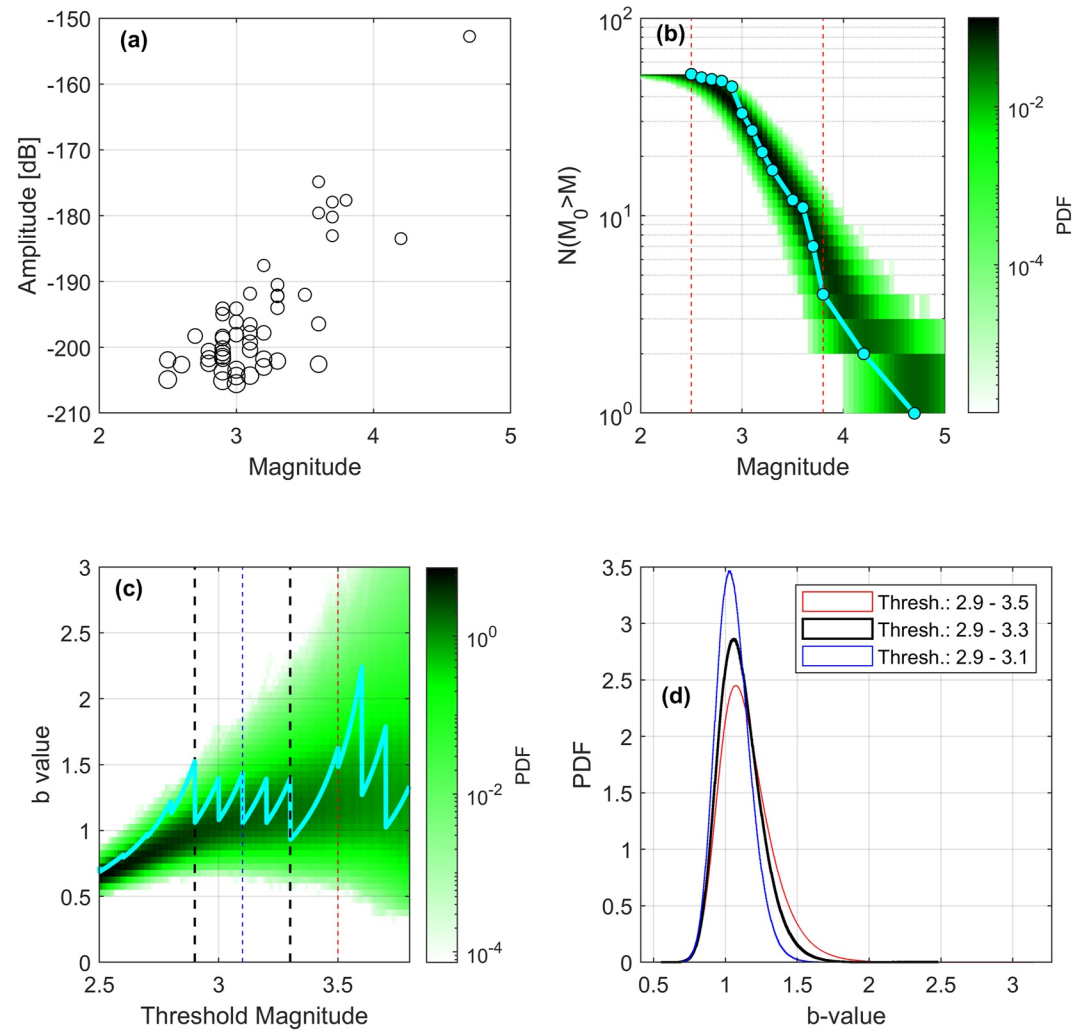 -150
-160
-170
-180
-190
-200
-210
Amplitude [dB]
(a)
2
3
4
5
Magnitude
10^2
10^1
10^0
N(M_0>M)
(b)
2
3
4
5
Magnitude
10^-2
10^-4
PDF
3
2.5
2
1.5
1
0.5
0
b value
(c)
2.5
3
3.5
Threshold Magnitude
10^0
10^-2
10^-4
PDF
3.5
3
2.5
2
1.5
1
0.5
0
PDF
Thresh.: 2.9 - 3.5
Thresh.: 2.9 - 3.3
Thresh.: 2.9 - 3.1
(d)
0.5
1
1.5
2
2.5
3
b-value